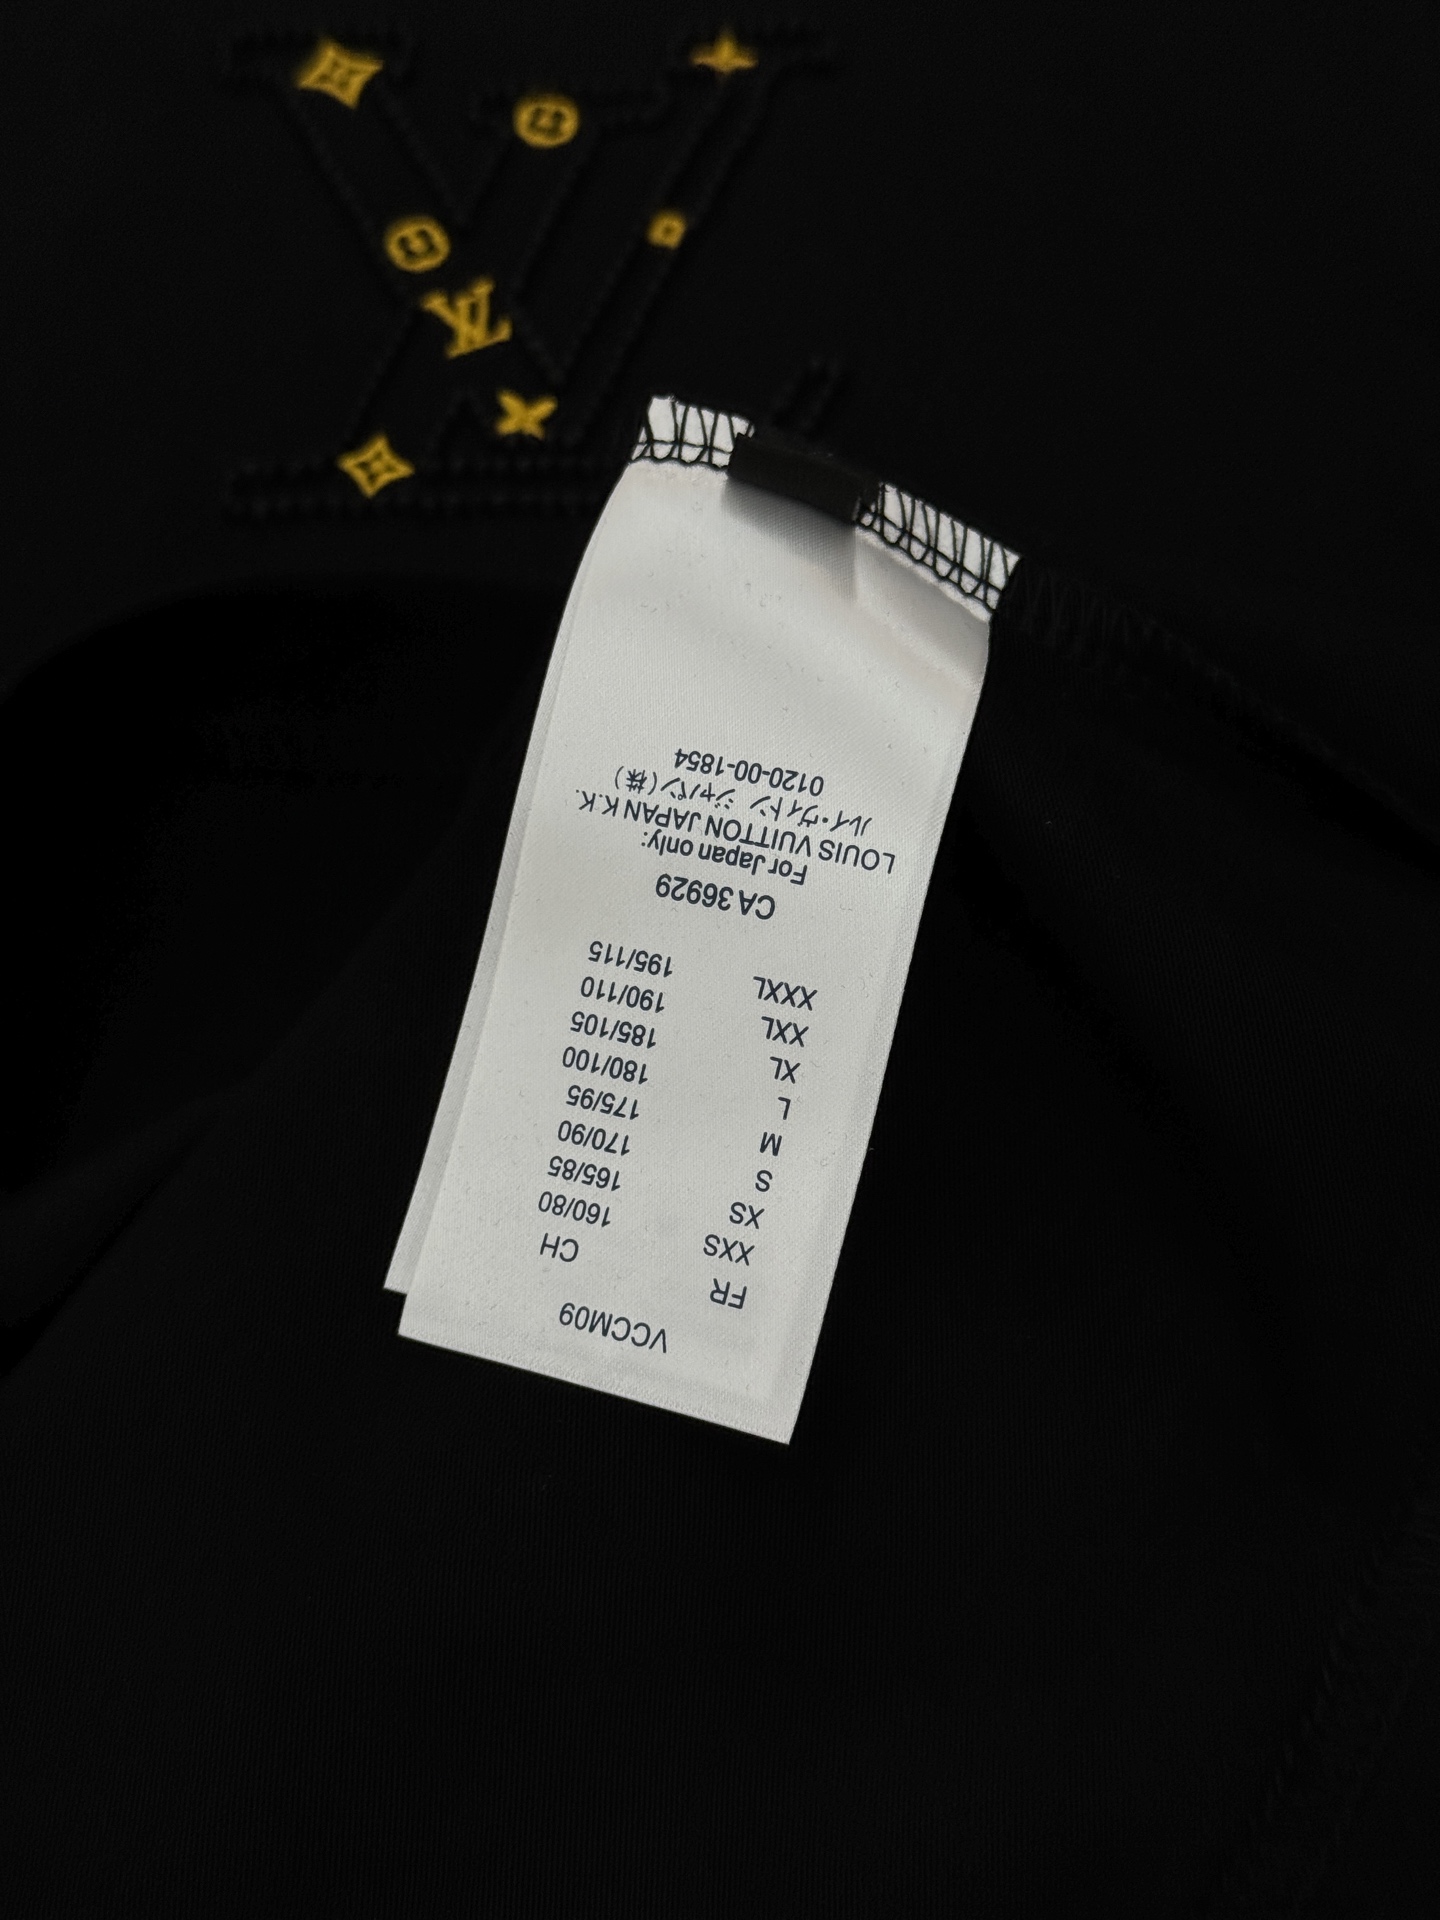 VCCM09
FR CH
XXS 160/80
XS 165/85
S 170/90
M 175/95
L 180/100
XL 185/105
XXL 190/110
XXXL 195/115
CA 36929
For Japan only:
LOUIS VUITTON JAPAN K.K.
ルイ・ヴィトン ジャパン(株)
0120-00-1854
LV
LV